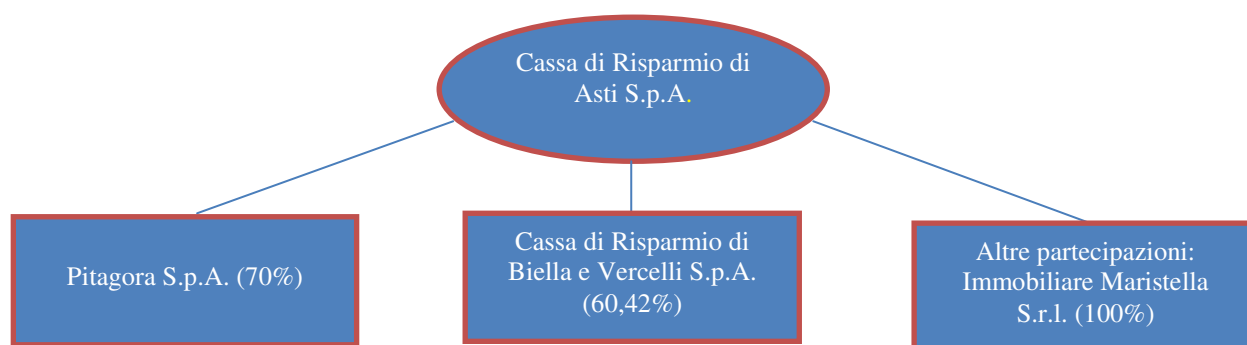 Cassa di Risparmio di
Asti S.p.A.
Pitagora S.p.A. (70%)
Cassa di Risparmio di
Biella e Vercelli S.p.A.
(60,42%)
Altre partecipazioni:
Immobiliare Maristella
S.r.l. (100%)